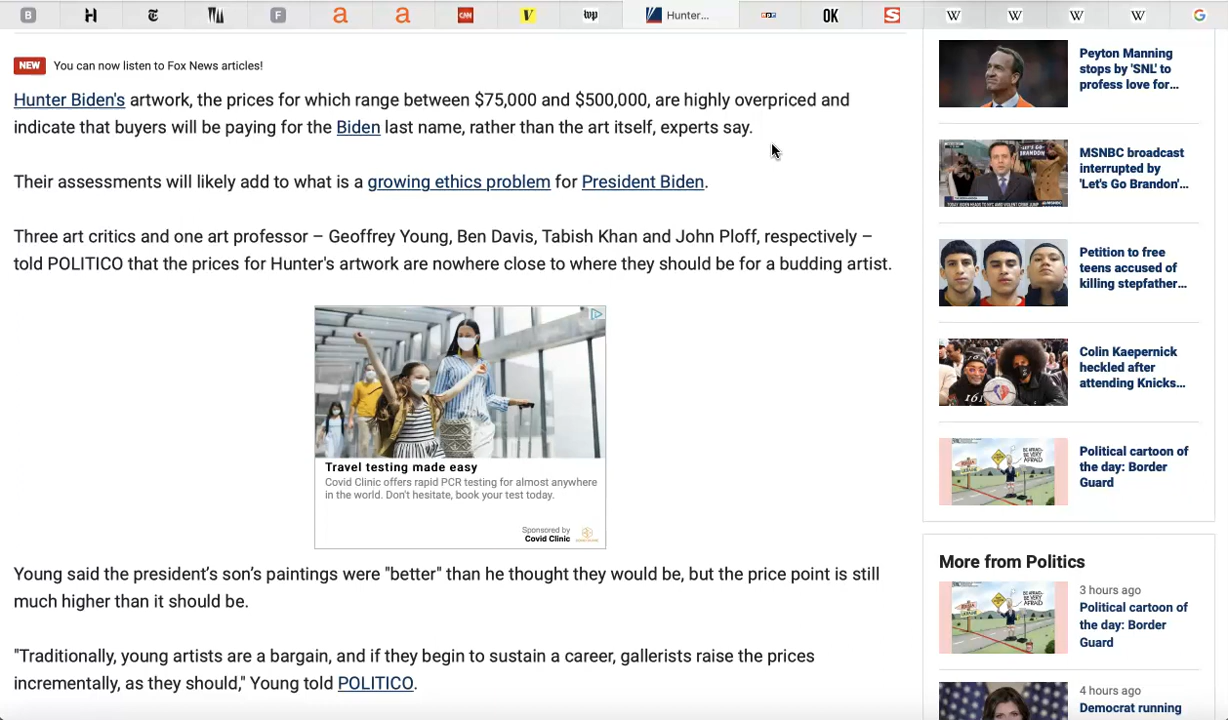 B
H
F
a
a
CNN
V
wp
Hunter...
npr
OK
S
W
W
W
W
G
NEW You can now listen to Fox News articles!
Hunter Biden's artwork, the prices for which range between $75,000 and $500,000, are highly overpriced and
indicate that buyers will be paying for the Biden last name, rather than the art itself, experts say.
Their assessments will likely add to what is a growing ethics problem for President Biden.
Three art critics and one art professor – Geoffrey Young, Ben Davis, Tabish Khan and John Ploff, respectively –
told POLITICO that the prices for Hunter's artwork are nowhere close to where they should be for a budding artist.
Travel testing made easy
Covid Clinic offers rapid PCR testing for almost anywhere
in the world. Don't hesitate, book your test today.
Sponsored by
Covid Clinic
Young said the president’s son’s paintings were "better" than he thought they would be, but the price point is still
much higher than it should be.
"Traditionally, young artists are a bargain, and if they begin to sustain a career, gallerists raise the prices
incrementally, as they should," Young told POLITICO.
Peyton Manning
stops by 'SNL' to
profess love for...
MSNBC broadcast
interrupted by
'Let's Go Brandon'...
Petition to free
teens accused of
killing stepfather...
Colin Kaepernick
heckled after
attending Knicks...
Political cartoon of
the day: Border
Guard
More from Politics
3 hours ago
Political cartoon of
the day: Border
Guard
4 hours ago
Democrat running